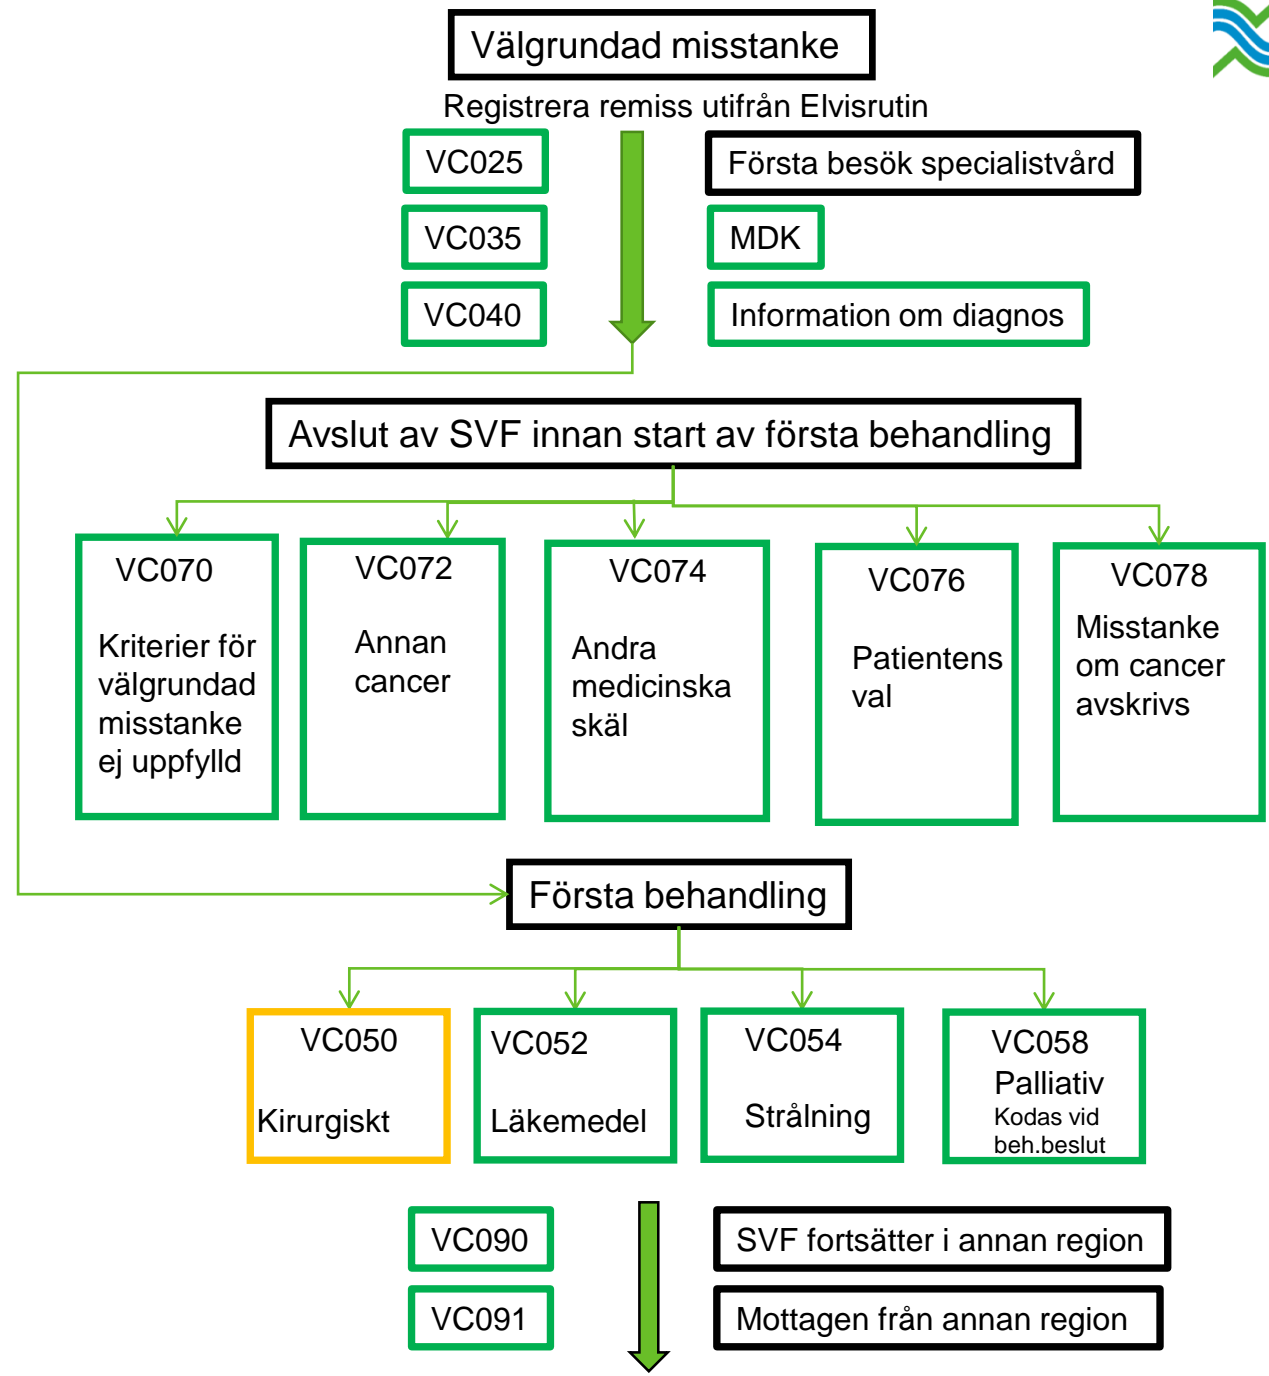 Välgrundad misstanke
Registrera remiss utifrån Elvisrutin
VC025
Första besök specialistvård
VC035
MDK
VC040
Information om diagnos
Avslut av SVF innan start av första behandling
VC070
Kriterier för
välgrundad
misstanke
ej uppfylld
VC072
Annan
cancer
VC074
Andra
medicinska
skäl
VC076
Patientens
val
VC078
Misstanke
om cancer
avskrivs
Första behandling
VC050
Kirurgiskt
VC052
Läkemedel
VC054
Strålning
VC058
Palliativ
Kodas vid
beh.beslut
VC090
SVF fortsätter i annan region
VC091
Mottagen från annan region